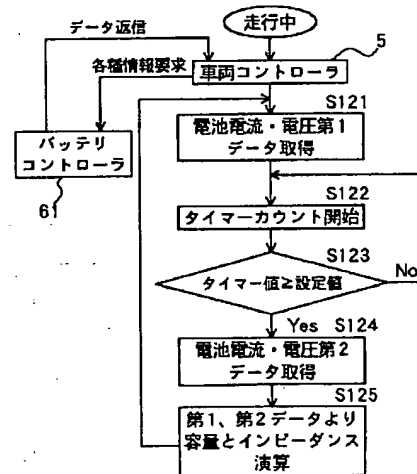 データ返信
走行中
5
各種情報要求
車両コントローラ
S121
バッテリ
コントローラ
61
電池電流・電圧第1
データ取得
S122
タイマーカウント開始
S123
タイマー値≧設定値
No
Yes S124
電池電流・電圧第2
データ取得
S125
第1、第2データより
容量とインピーダンス
演算